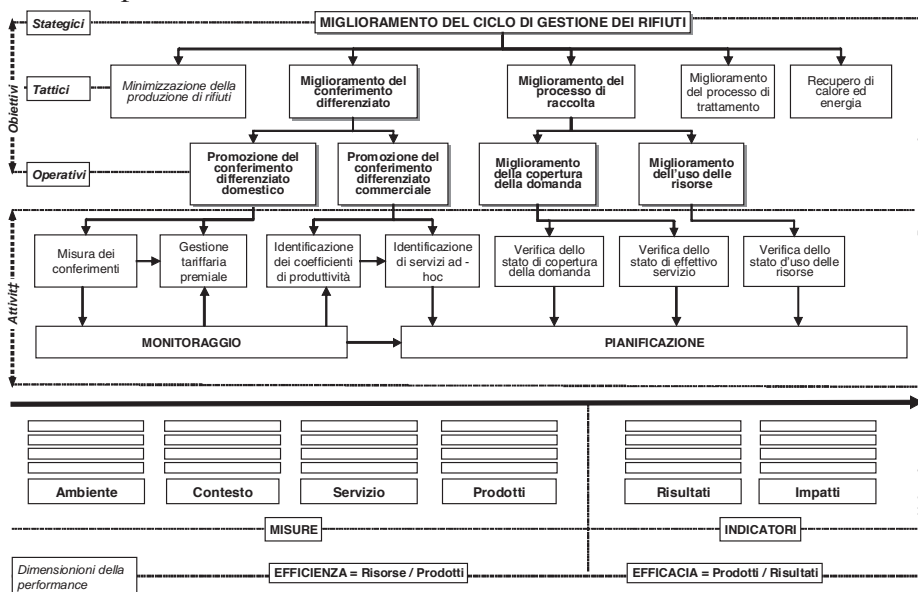 Stategici
MIGLIORAMENTO DEL CICLO DI GESTIONE DEI RIFIUTI
Obiettivi
Tattici
Minimizzazione della
produzione di rifiuti
Miglioramento del
conferimento
differenziato
Miglioramento del
processo di
raccolta
Miglioramento
del processo di
trattamento
Recupero di
calore ed
energia
Operativi
Promozione del
conferimento
differenziato
domestico
Promozione del
conferimento
differenziato
commerciale
Miglioramento
della copertura
della domanda
Miglioramento
dell'uso delle
risorse
Attivit‡
Misura dei
conferimenti
Gestione
tariffaria
premiale
Identificazione
dei coefficienti
di produttività
Identificazione
di servizi ad -
hoc
Verifica dello
stato di copertura
della domanda
Verifica dello
stato di effettivo
servizio
Verifica dello
stato d'uso delle
risorse
MONITORAGGIO
PIANIFICAZIONE
Ambiente
Contesto
Servizio
Prodotti
Risultati
Impatti
MISURE
INDICATORI
Dimensionioni della
performance
EFFICIENZA = Risorse / Prodotti
EFFICACIA = Prodotti / Risultati